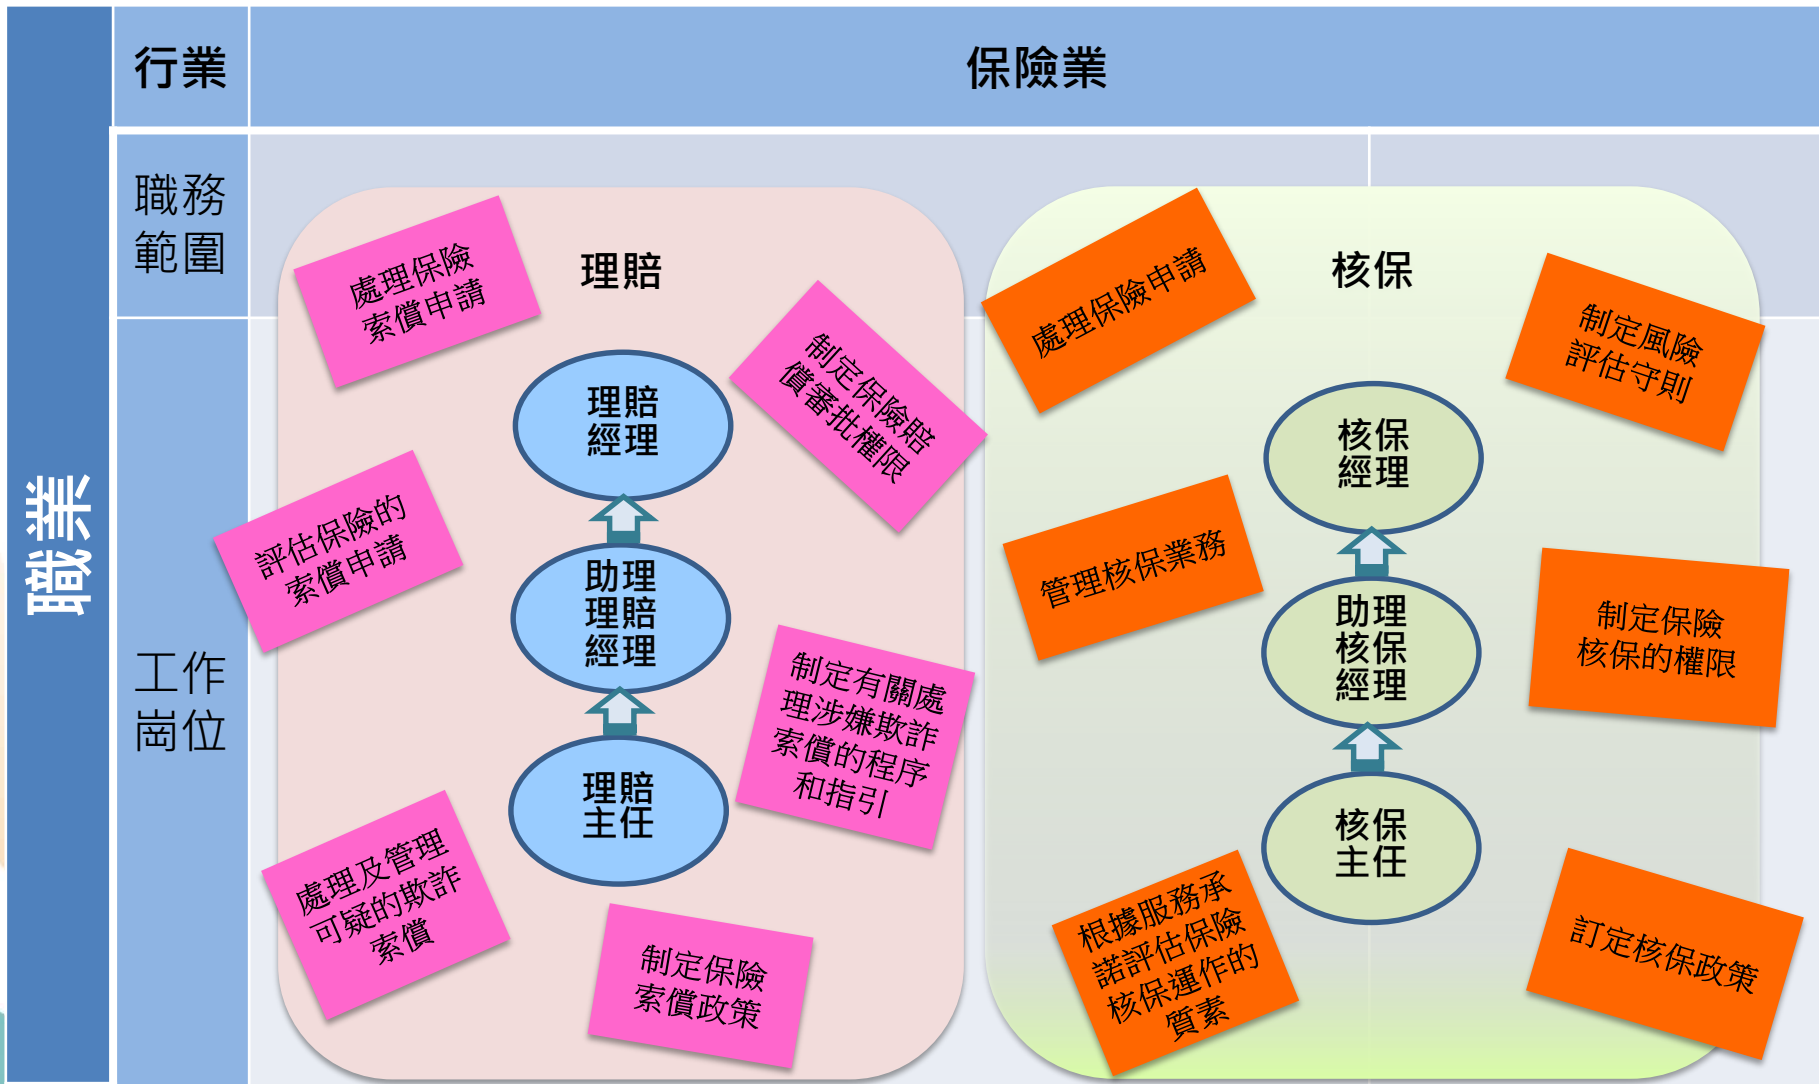 職業
行業
保險業
職務
範圍
工作
崗位
理賠
處理保險
索償申請
制定保險賠
償審批權限
評估保險的
索償申請
制定有關處
理涉嫌欺詐
索償的程序
和指引
處理及管理
可疑的欺詐
索償
制定保險
索償政策
理賠
經理
助理
理賠
經理
理賠
主任
核保
處理保險申請
制定風險
評估守則
管理核保業務
制定保險
核保的權限
根據服務承
諾評估保險
核保運作的
質素
訂定核保政策
核保
經理
助理
核保
經理
核保
主任